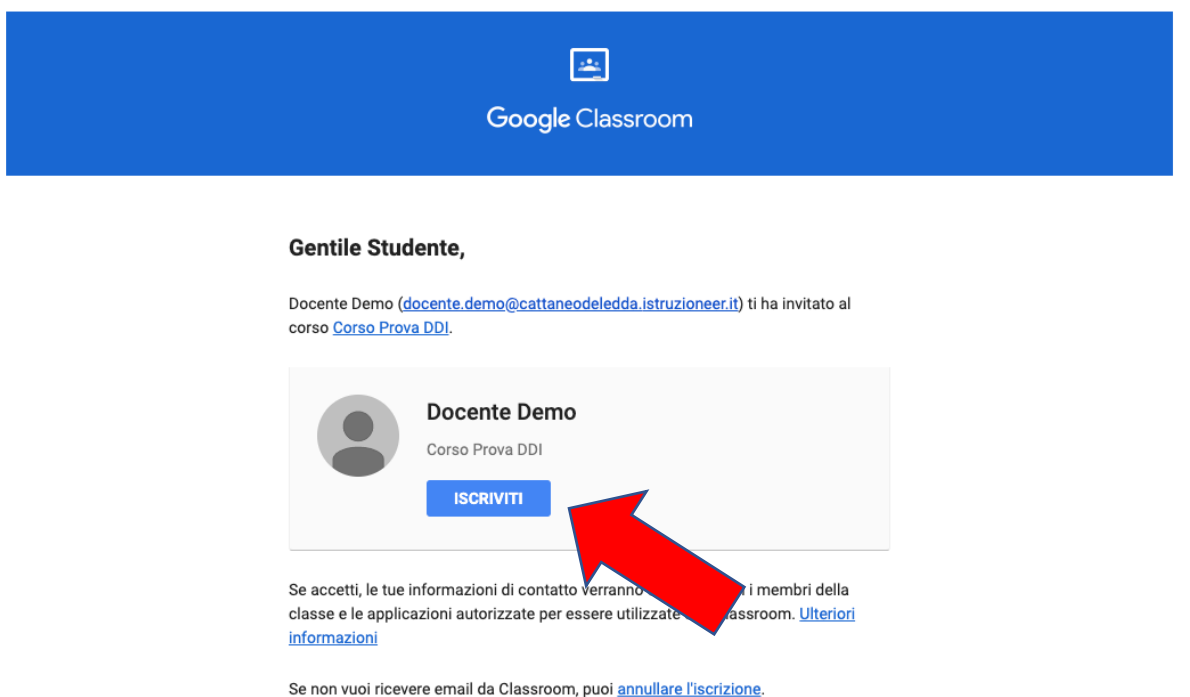 Google Classroom
Gentile Studente,
Docente Demo (docente.demo@cattaneodeledda.istruzioneer.it) ti ha invitato al
corso Corso Prova DDI.
Docente Demo
Corso Prova DDI
ISCRIVITI
Se accetti, le tue informazioni di contatto verranno i membri della
classe e le applicazioni autorizzate per essere utilizzate assroom. Ulteriori
informazioni
Se non vuoi ricevere email da Classroom, puoi annullare l'iscrizione.